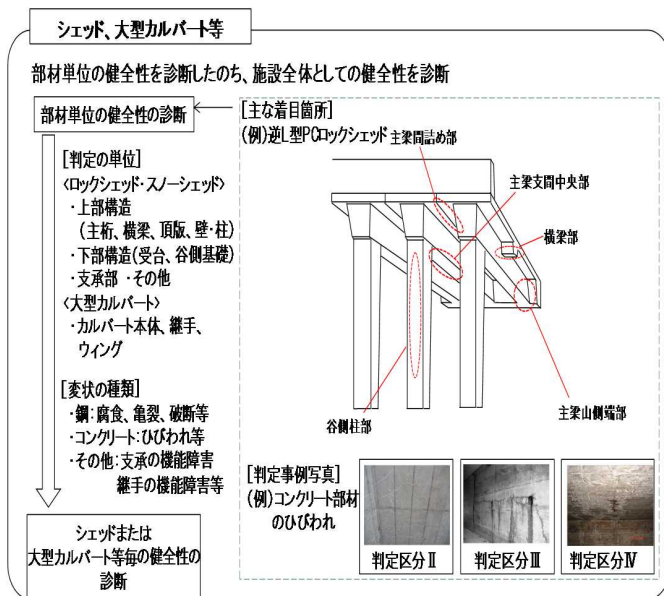 シェッド、大型カルバート等
部材単位の健全性を診断したのち、施設全体としての健全性を診断
部材単位の健全性の診断
[判定の単位]
〈ロックシェッド・スノーシェッド〉
・上部構造
(主桁、横梁、頂版、壁・柱)
・下部構造(受台、谷側基礎)
・支承部 ・その他
〈大型カルバート〉
・カルバート本体、継手、
ウィング
[変状の種類]
・鋼:腐食、亀裂、破断等
・コンクリート:ひびわれ等
・その他:支承の機能障害
継手の機能障害等
シェッドまたは
大型カルバート等毎の健全性の
診断
[主な着目箇所]
(例)逆L型PCロックシェッド
主梁間詰め部
主梁支間中央部
横梁部
主梁山側端部
谷側柱部
[判定事例写真]
(例)コンクリート部材
のひびわれ
判定区分Ⅱ
判定区分Ⅲ
判定区分Ⅳ